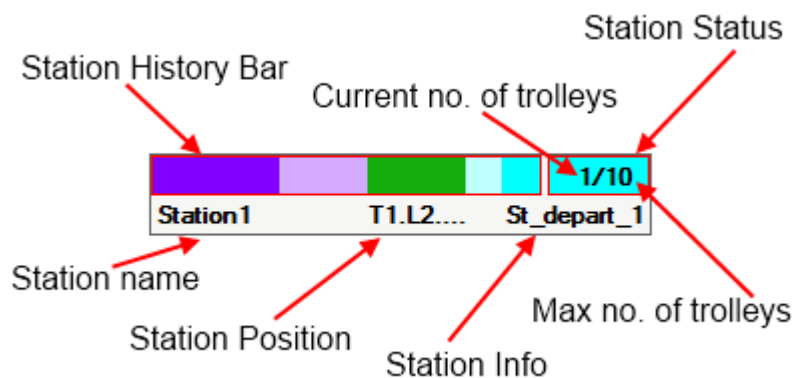 Station Status
Station History Bar
Current no. of trolleys
1/10
Station1 T1.L2.... St_depart_1
Station name
Max no. of trolleys
Station Position
Station Info